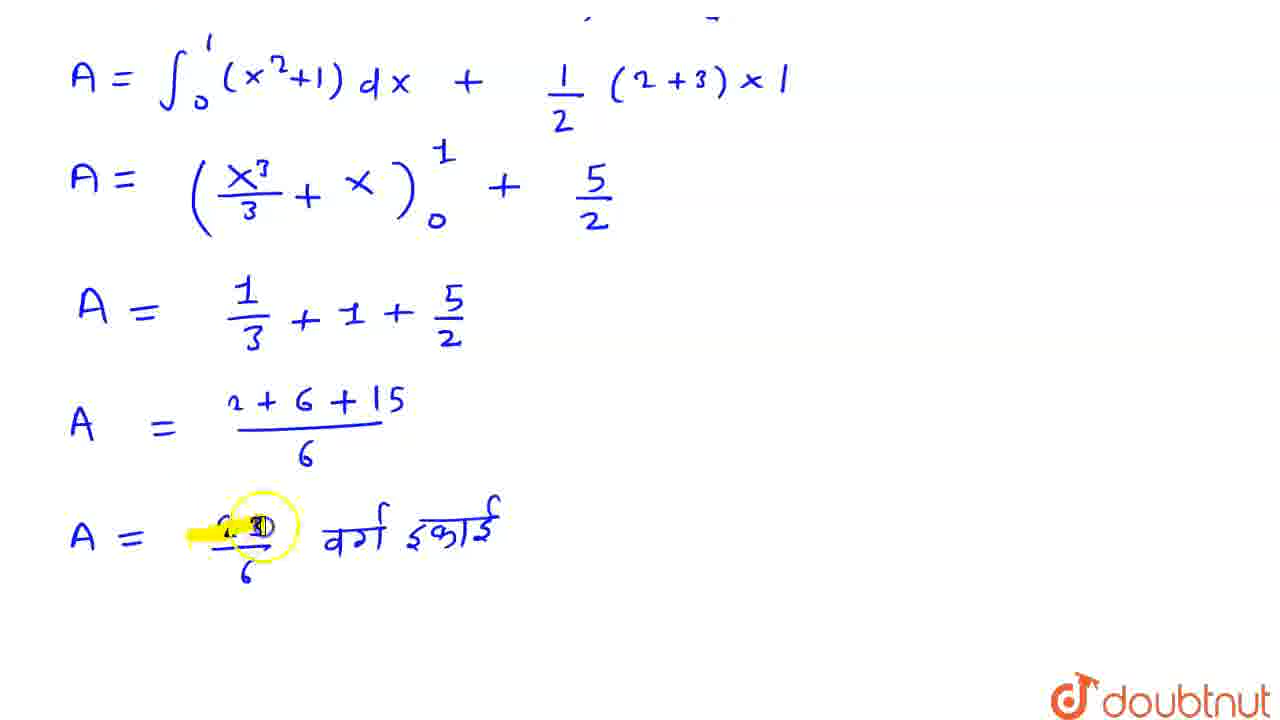 A = ∫₀¹ (x² + 1) dx + 1/2 (2 + 3) × 1
A = (x³/3 + x)₀¹ + 5/2
A = 1/3 + 1 + 5/2
A = (2 + 6 + 15)/6
A = 23/6 वर्ग इकाई
doubtnut